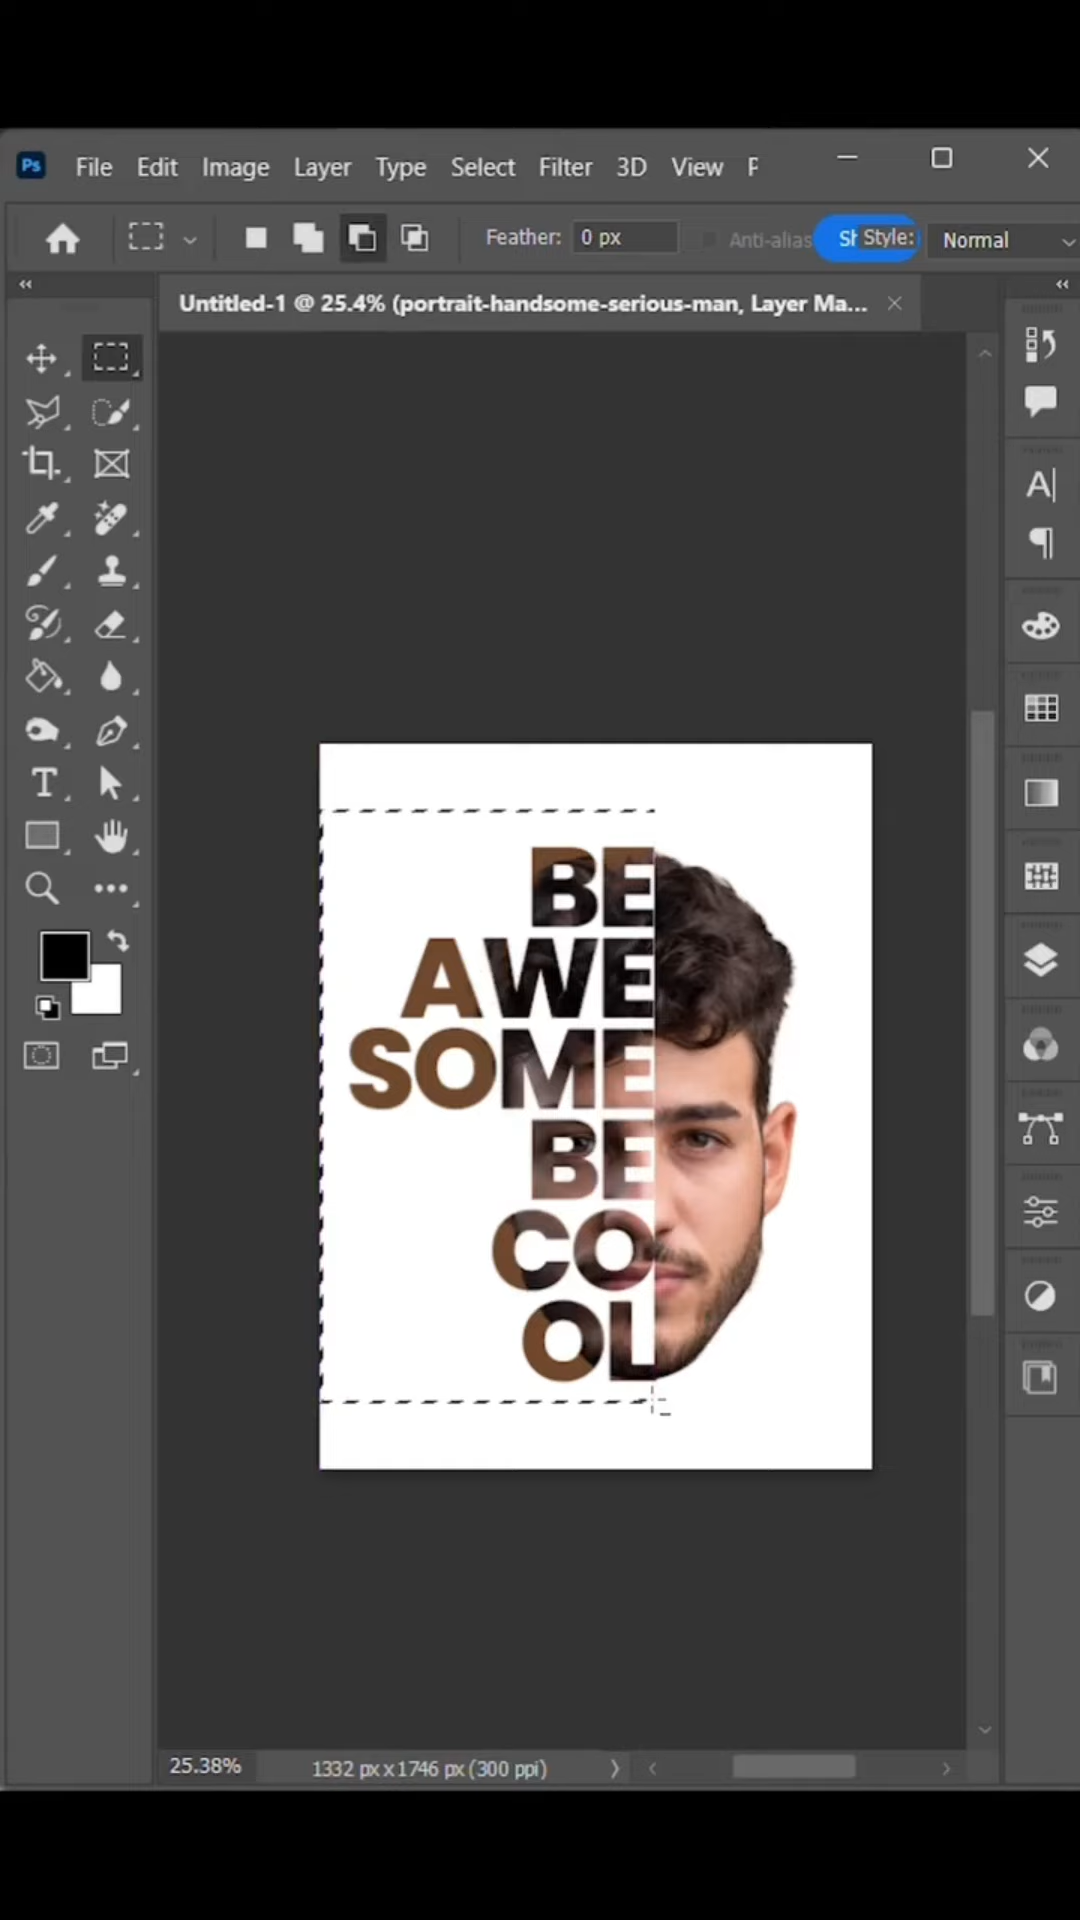 Ps File Edit Image Layer Type Select Filter 3D View
Feather: 0 px Anti-alias Style: Normal
Untitled-1 @ 25.4% (portrait-handsome-serious-man, Layer Ma...
BE
AWE
SOME
BE
CO
OL
25.38% 1332 px x 1746 px (300 ppi)